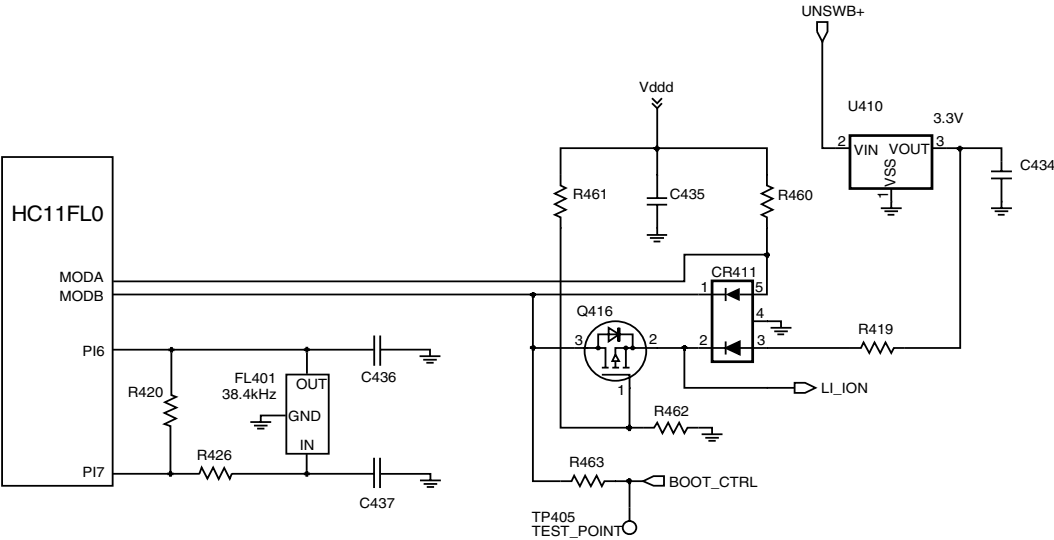 UNSWB+
Vddd
U410
3.3V
2
VIN
VOUT
3
VSS
1
C434
HC11FL0
R461
C435
R460
MODA
MODB
CR411
1
5
4
Q416
3
2
2
3
R419
1
LI_ION
PI6
C436
FL401
38.4kHz
OUT
GND
IN
R420
R462
R426
PI7
C437
R463
BOOT_CTRL
TP405
TEST_POINT